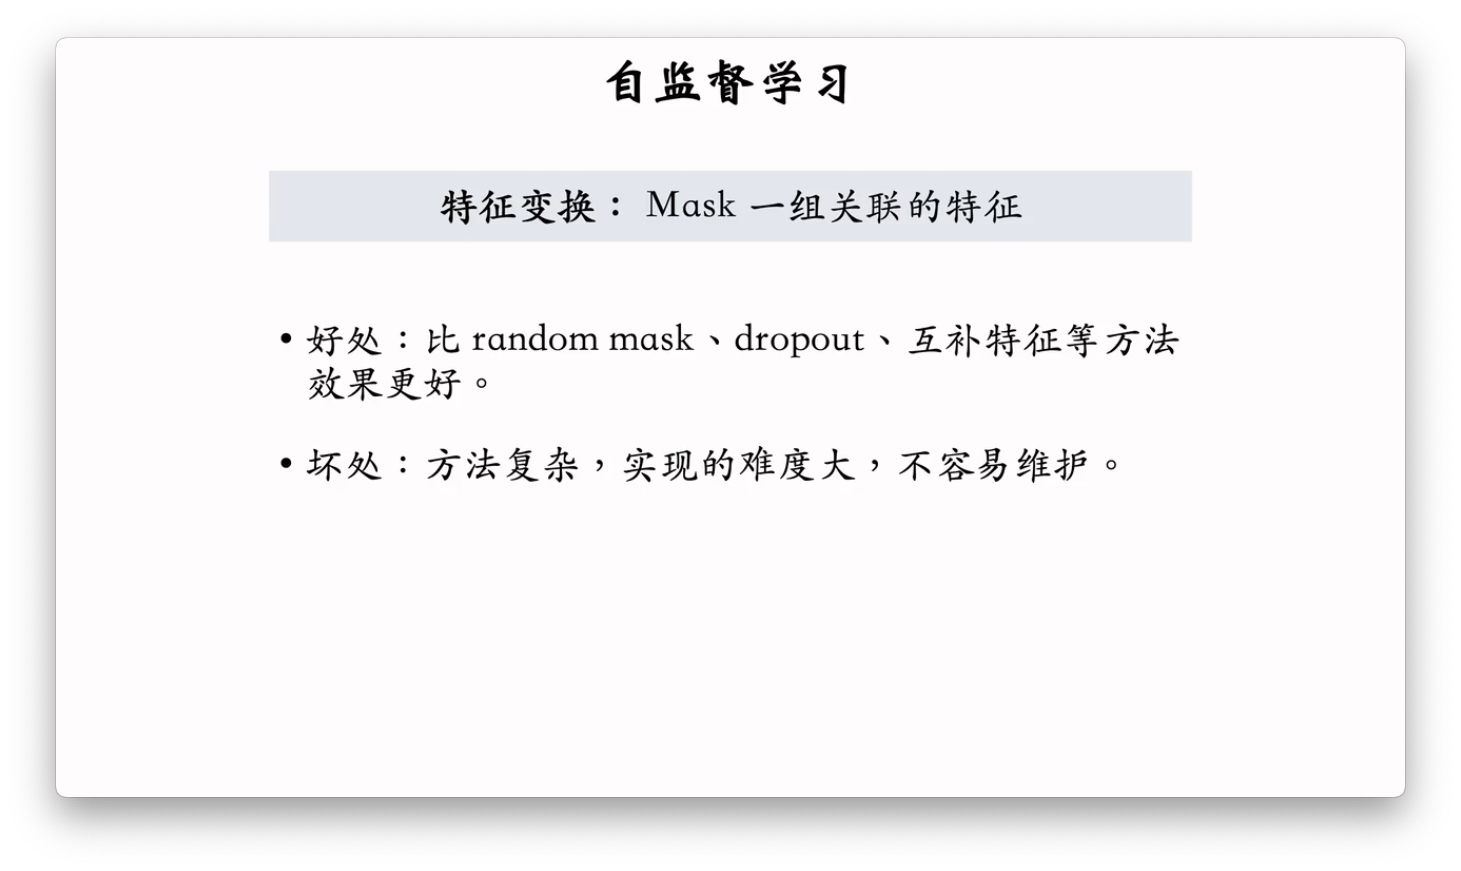 自监督学习
特征变换： Mask 一组关联的特征
• 好处：比 random mask、dropout、互补特征等方法
效果更好。
• 坏处：方法复杂，实现的难度大，不容易维护。